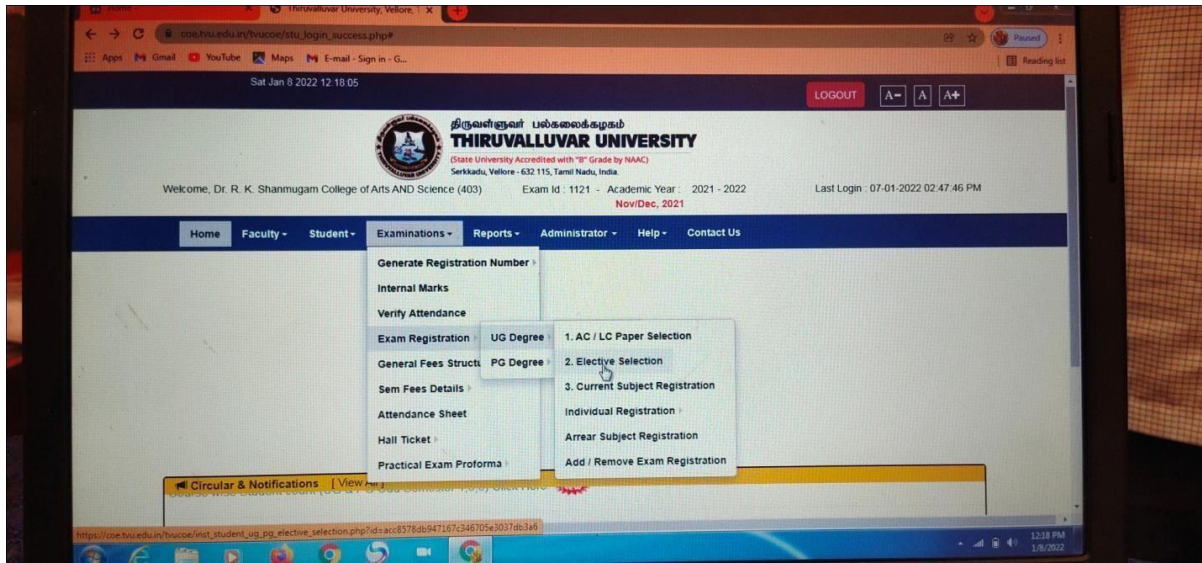 Home
Thiruvalluvar University, Vellore, X
coe.tvu.edu.in/tvucoe/stu_login_success.php#
Paused
Apps Gmail YouTube Maps E-mail - Sign in - G...
Reading list
Sat Jan 8 2022 12:18:05
LOGOUT A- A A+
திருவள்ளுவர் பல்கலைக்கழகம்
THIRUVALLUVAR UNIVERSITY
(State University Accredited with "B" Grade by NAAC)
Serkkadu, Vellore - 632 115, Tamil Nadu, India.
Welcome, Dr. R. K. Shanmugam College of Arts AND Science (403) Exam Id : 1121 - Academic Year : 2021 - 2022 Last Login : 07-01-2022 02:47:46 PM
Nov/Dec, 2021
Home Faculty Student Examinations Reports Administrator Help Contact Us
Generate Registration Number
Internal Marks
Verify Attendance
Exam Registration UG Degree 1. AC / LC Paper Selection
General Fees Structu PG Degree 2. Elective Selection
Sem Fees Details 3. Current Subject Registration
Attendance Sheet Individual Registration
Hall Ticket Arrear Subject Registration
Practical Exam Proforma Add / Remove Exam Registration
Circular & Notifications [ View All ]
https://coe.tvu.edu.in/tvucoe/inst_student_ug_pg_elective_selection.php?id=acc8578db947167c346705e3037db3a6
12:18 PM
1/8/2022